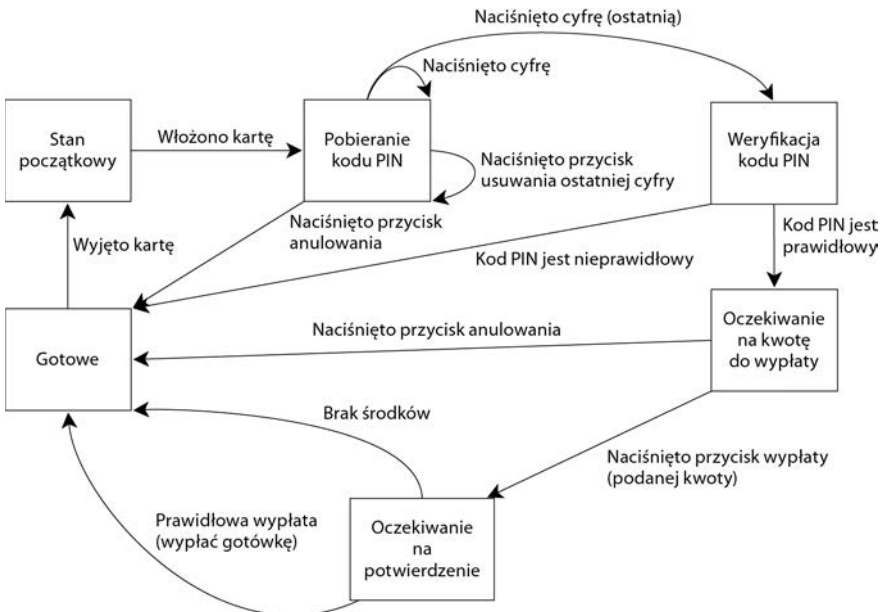 Naciśnięto cyfrę (ostatnią)
Naciśnięto cyfrę
Stan
początkowy
Włożono kartę
Pobieranie
kodu PIN
Weryfikacja
kodu PIN
Naciśnięto przycisk
usuwania ostatniej cyfry
Naciśnięto przycisk
anulowania
Kod PIN jest
prawidłowy
Wyjęto kartę
Kod PIN jest nieprawidłowy
Oczekiwanie
na kwotę
do wypłaty
Naciśnięto przycisk anulowania
Gotowe
Brak środków
Naciśnięto przycisk wypłaty
(podanej kwoty)
Prawidłowa wypłata
(wypłać gotówkę)
Oczekiwanie
na
potwierdzenie